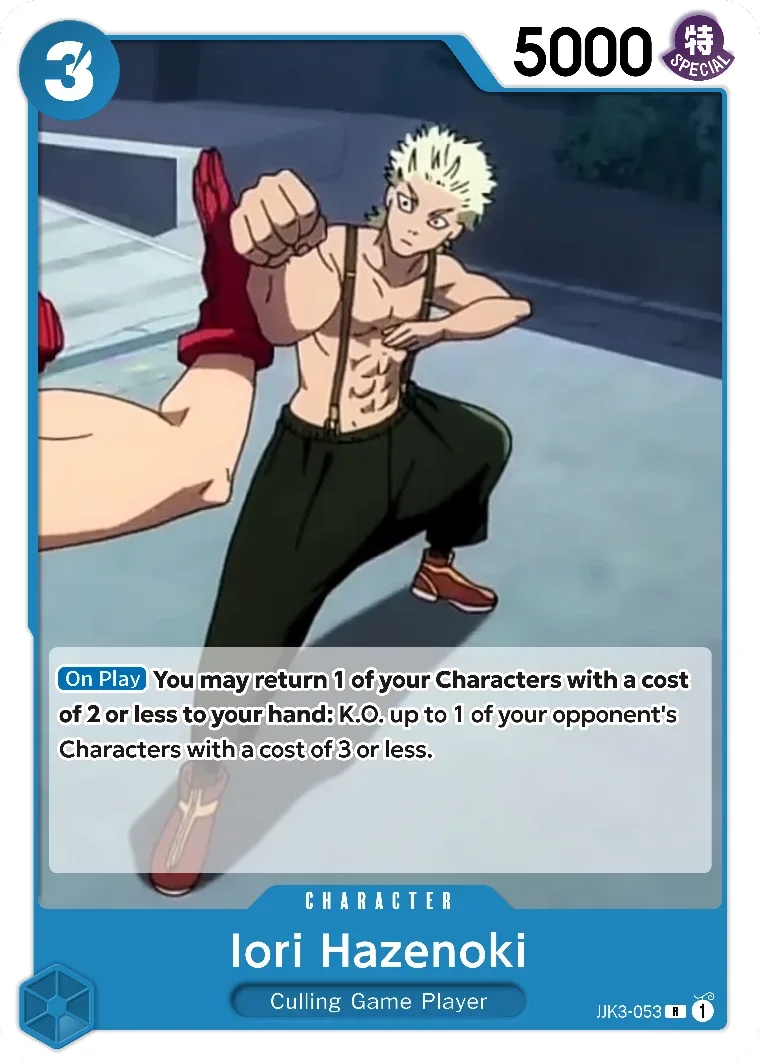 3
5000
特
SPECIAL
On Play You may return 1 of your Characters with a cost
of 2 or less to your hand: K.O. up to 1 of your opponent's
Characters with a cost of 3 or less.
CHARACTER
Iori Hazenoki
Culling Game Player
JJK3-053 R 1